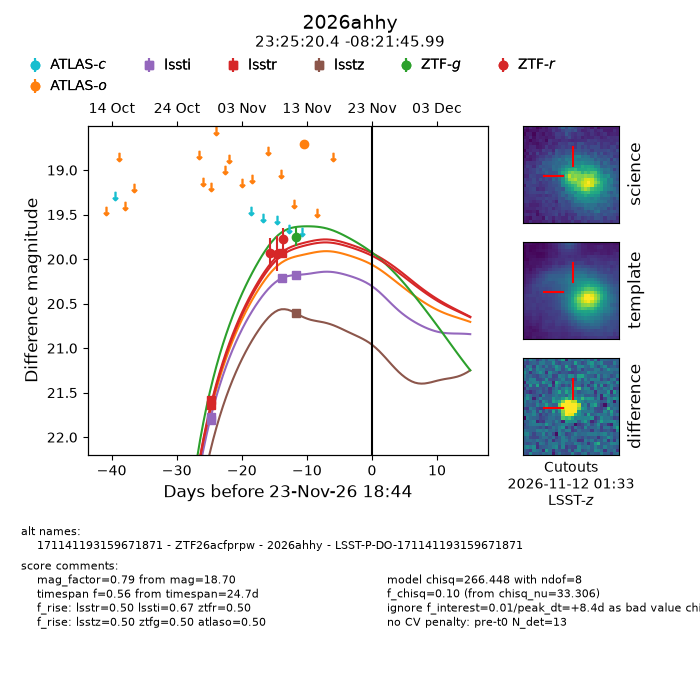 2026ahhy
23:25:20.4 -08:21:45.99
ATLAS-c
lssti
lsstr
lsstz
ZTF-g
ZTF-r
ATLAS-o
14 Oct
24 Oct
03 Nov
13 Nov
23 Nov
03 Dec
19.0
19.5
20.0
20.5
21.0
21.5
22.0
Difference magnitude
−40
−30
−20
−10
0
10
Days before 23-Nov-26 18:44
science
template
difference
Cutouts
2026-11-12 01:33
LSST-z
alt names:
171141193159671871 - ZTF26acfprpw - 2026ahhy - LSST-P-DO-171141193159671871
score comments:
mag_factor=0.79 from mag=18.70
timespan f=0.56 from timespan=24.7d
f_rise: lsstr=0.50 lssti=0.67 ztfr=0.50
f_rise: lsstz=0.50 ztfg=0.50 atlaso=0.50
model chisq=266.448 with ndof=8
f_chisq=0.10 (from chisq_nu=33.306)
ignore f_interest=0.01/peak_dt=+8.4d as bad value chi
no CV penalty: pre-t0 N_det=13